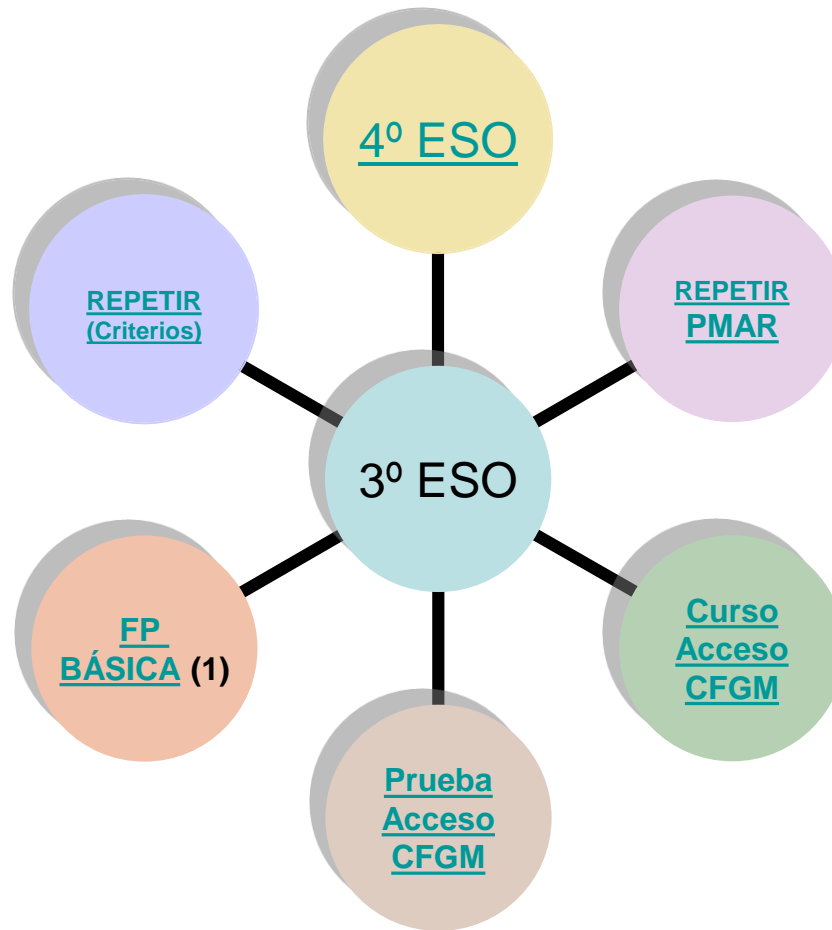 4º ESO
REPETIR
(Criterios)
REPETIR
PMAR
3º ESO
FP
BÁSICA (1)
Curso
Acceso
CFGM
Prueba
Acceso
CFGM